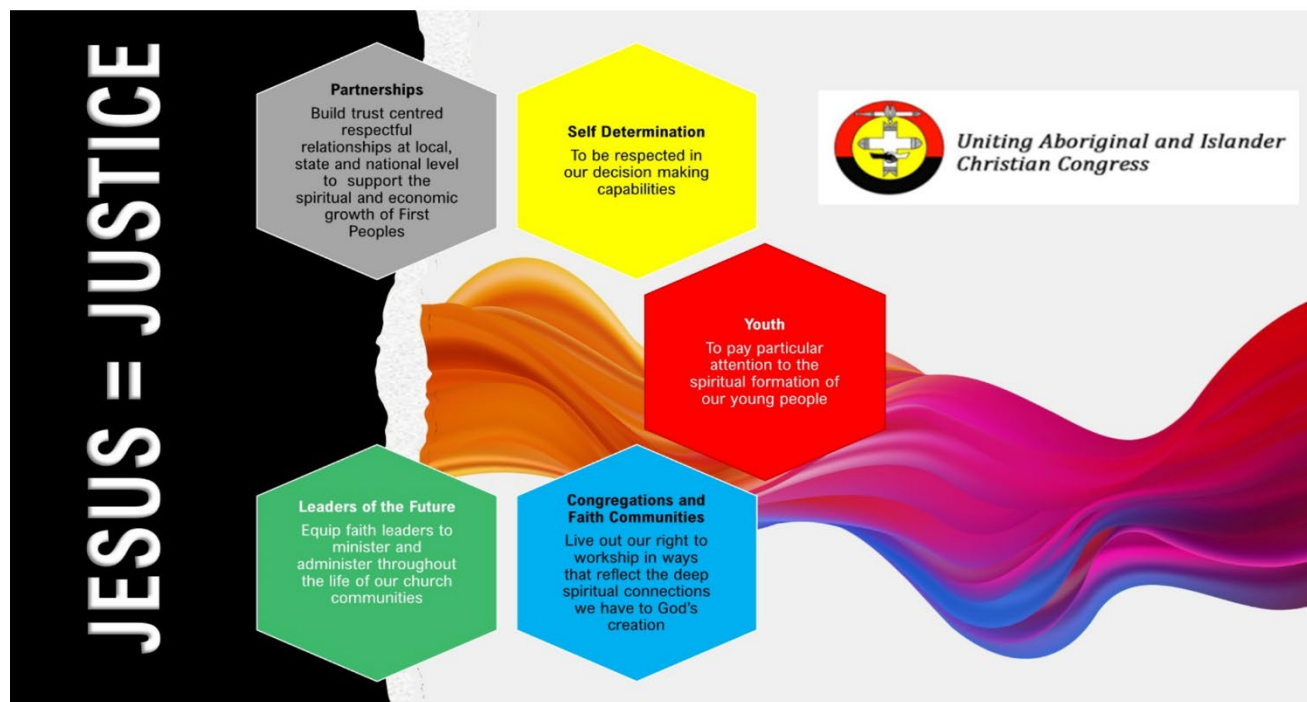 JESUS = JUSTICE
Partnerships
Build trust centred
respectful
relationships at local,
state and national level
to support the
spiritual and economic
growth of First
Peoples
Self Determination
To be respected in
our decision making
capabilities
Uniting Aboriginal and Islander
Christian Congress
Youth
To pay particular
attention to the
spiritual formation of
our young people
Leaders of the Future
Equip faith leaders to
minister and
administer throughout
the life of our church
communities
Congregations and
Faith Communities
Live out our right to
workship in ways
that reflect the deep
spiritual connections
we have to God's
creation